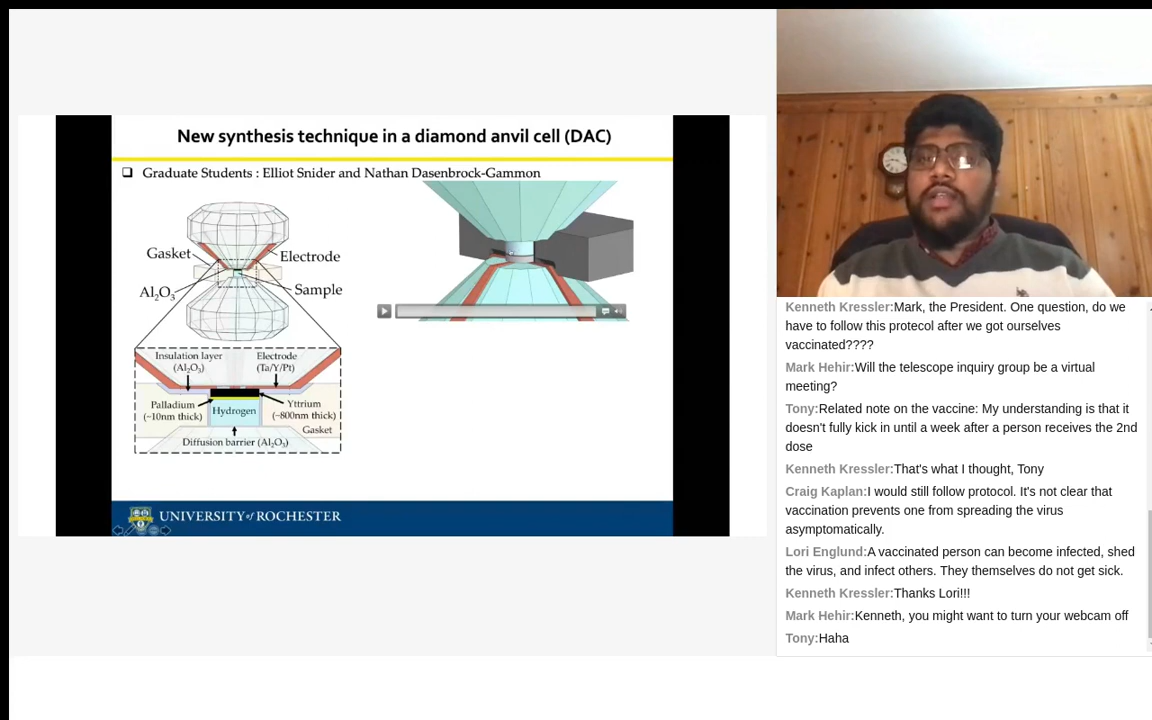 New synthesis technique in a diamond anvil cell (DAC)
Graduate Students : Elliot Snider and Nathan Dasenbrock-Gammon
Gasket
Electrode
Al2O3
Sample
Insulation layer
(Al2O3)
Electrode
(Ta/Y/Pt)
Palladium
(~10nm thick)
Hydrogen
Yttrium
(~800nm thick)
Gasket
Diffusion barrier (Al2O3)
UNIVERSITY of ROCHESTER
Kenneth Kressler:Mark, the President. One question, do we
have to follow this protecol after we got ourselves
vaccinated????
Mark Hehir:Will the telescope inquiry group be a virtual
meeting?
Tony:Related note on the vaccine: My understanding is that it
doesn't fully kick in until a week after a person receives the 2nd
dose
Kenneth Kressler:That's what I thought, Tony
Craig Kaplan:I would still follow protocol. It's not clear that
vaccination prevents one from spreading the virus
asymptomatically.
Lori Englund:A vaccinated person can become infected, shed
the virus, and infect others. They themselves do not get sick.
Kenneth Kressler:Thanks Lori!!!
Mark Hehir:Kenneth, you might want to turn your webcam off
Tony:Haha